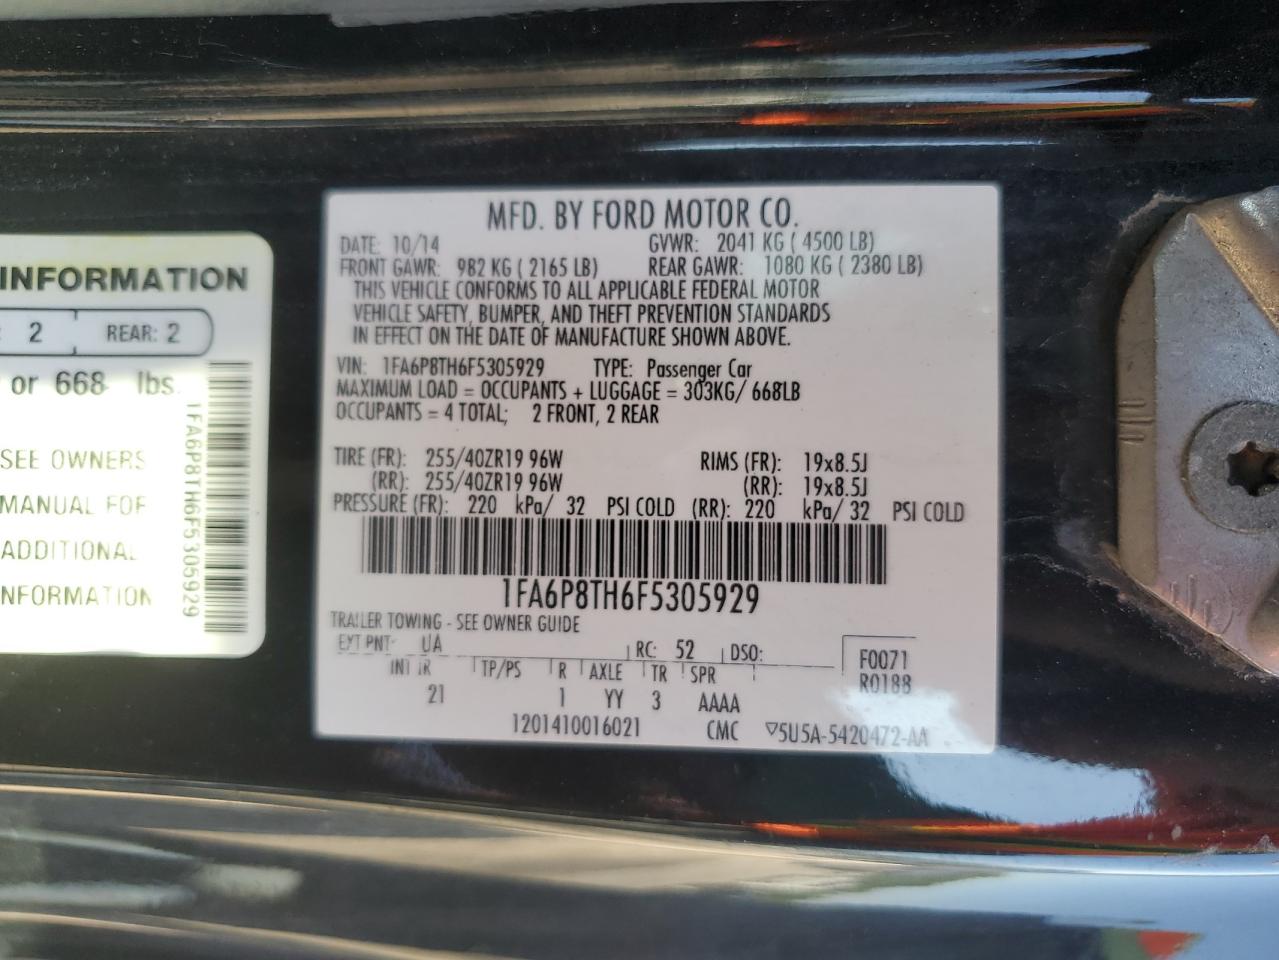 INFORMATION
2 REAR: 2
or 668 lbs.
SEE OWNERS
MANUAL FOR
ADDITIONAL
INFORMATION
1FA6P8TH6F5305929
MFD. BY FORD MOTOR CO.
DATE: 10/14 GVWR: 2041 KG ( 4500 LB)
FRONT GAWR: 982 KG ( 2165 LB) REAR GAWR: 1080 KG ( 2380 LB)
THIS VEHICLE CONFORMS TO ALL APPLICABLE FEDERAL MOTOR
VEHICLE SAFETY, BUMPER, AND THEFT PREVENTION STANDARDS
IN EFFECT ON THE DATE OF MANUFACTURE SHOWN ABOVE.
VIN: 1FA6P8TH6F5305929 TYPE: Passenger Car
MAXIMUM LOAD = OCCUPANTS + LUGGAGE = 303KG/ 668LB
OCCUPANTS = 4 TOTAL; 2 FRONT, 2 REAR
TIRE (FR): 255/40ZR19 96W RIMS (FR): 19x8.5J
(RR): 255/40ZR19 96W (RR): 19x8.5J
PRESSURE (FR): 220 kPa/ 32 PSI COLD (RR): 220 kPa/ 32 PSI COLD
1FA6P8TH6F5305929
TRAILER TOWING - SEE OWNER GUIDE
EXT PNT: UA RC: 52 DSO: F0071
INT TR TP/PS R AXLE TR SPR R0188
21 1 YY 3 AAAA
1201410016021 CMC ▽5U5A-5420472-AA